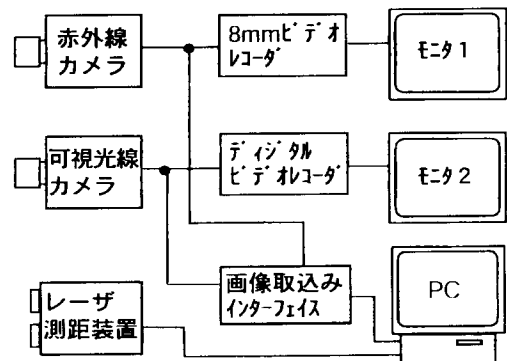 赤外線
カメラ
8mmﾋﾞﾃﾞｵ
ﾚｺｰﾀﾞ
ﾓﾆﾀ 1
可視光線
カメラ
ﾃﾞｨｼﾞﾀﾙ
ﾋﾞﾃﾞｵﾚｺｰﾀﾞ
ﾓﾆﾀ 2
レーザ
測距装置
画像取込み
ｲﾝﾀｰﾌｪｲｽ
PC